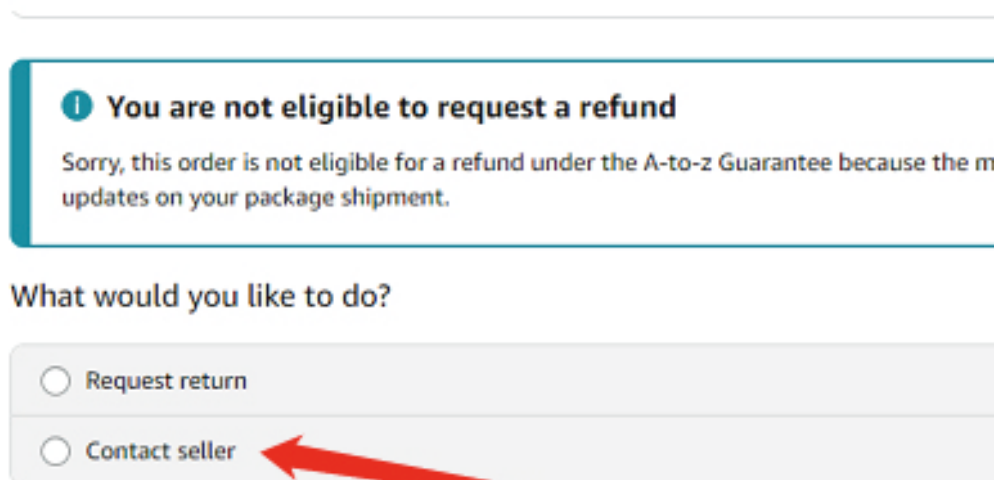 You are not eligible to request a refund
Sorry, this order is not eligible for a refund under the A-to-z Guarantee because the
updates on your package shipment.
What would you like to do?
Request return
Contact seller